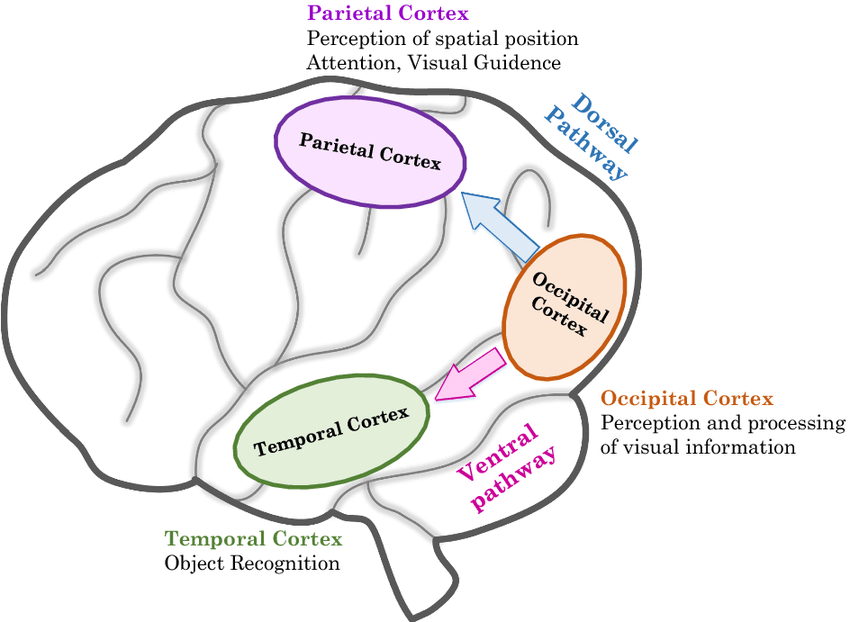 Parietal Cortex
Perception of spatial position
Attention, Visual Guidence
Dorsal
Pathway
Parietal Cortex
Occipital
Cortex
Occipital Cortex
Perception and processing
of visual information
Temporal Cortex
Ventral
pathway
Temporal Cortex
Object Recognition